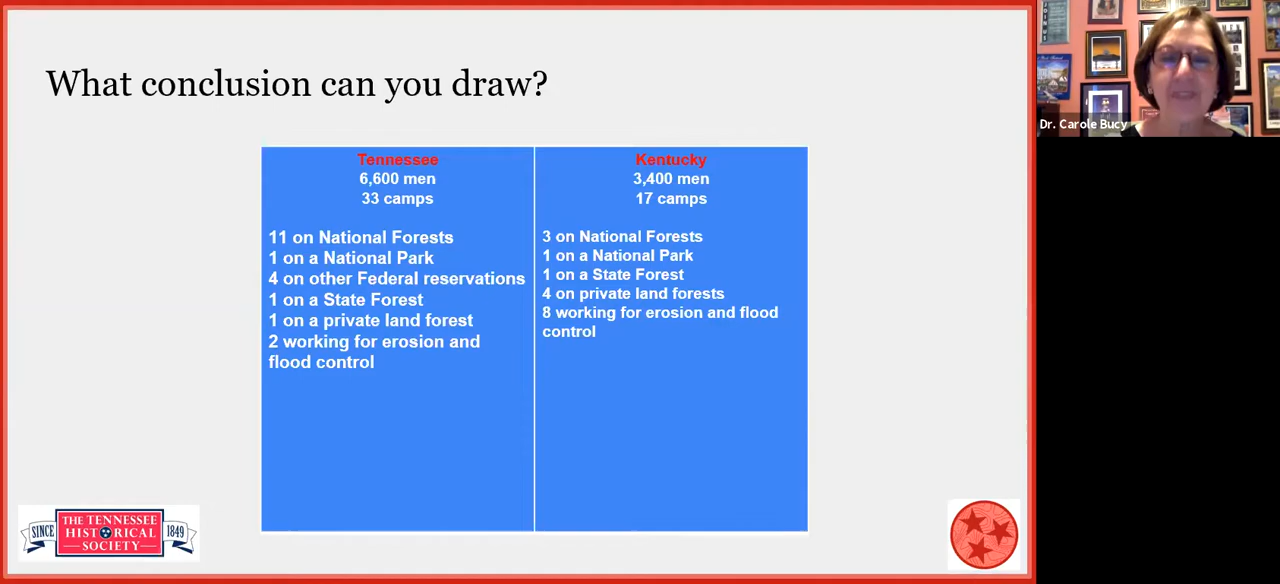 What conclusion can you draw?
Tennessee
6,600 men
33 camps
11 on National Forests
1 on a National Park
4 on other Federal reservations
1 on a State Forest
1 on a private land forest
2 working for erosion and
flood control
Kentucky
3,400 men
17 camps
3 on National Forests
1 on a National Park
1 on a State Forest
4 on private land forests
8 working for erosion and flood
control
SINCE
THE TENNESSEE
HISTORICAL
SOCIETY
1849
JOIN
US
Dr. Carole Bucy